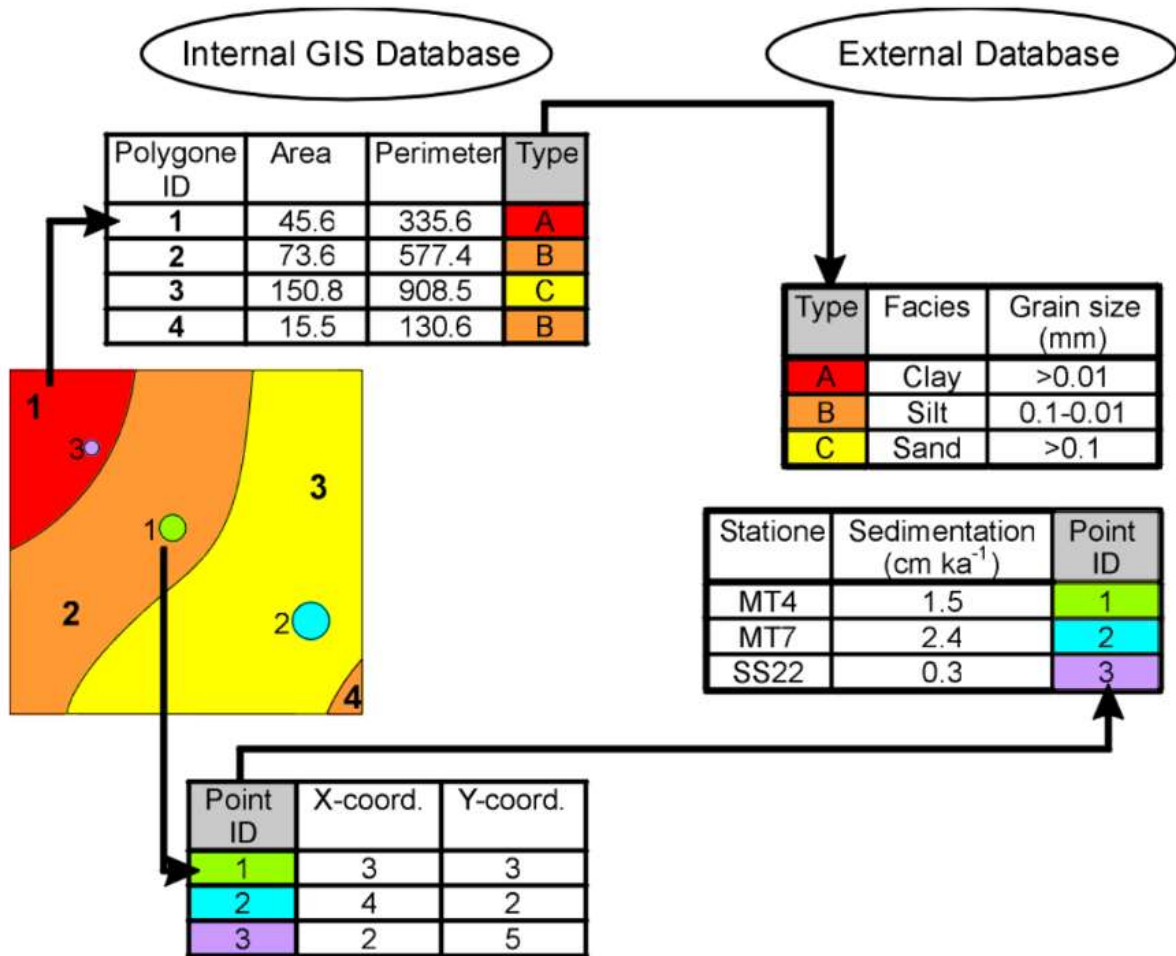 Internal GIS Database
External Database
Polygone ID Area Perimeter Type
1 45.6 335.6 A
2 73.6 577.4 B
3 150.8 908.5 C
4 15.5 130.6 B
Type Facies Grain size (mm)
A Clay >0.01
B Silt 0.1-0.01
C Sand >0.1
1
3
3
1
2
2
4
Statione Sedimentation (cm ka⁻¹) Point ID
MT4 1.5 1
MT7 2.4 2
SS22 0.3 3
Point ID X-coord. Y-coord.
1 3 3
2 4 2
3 2 5